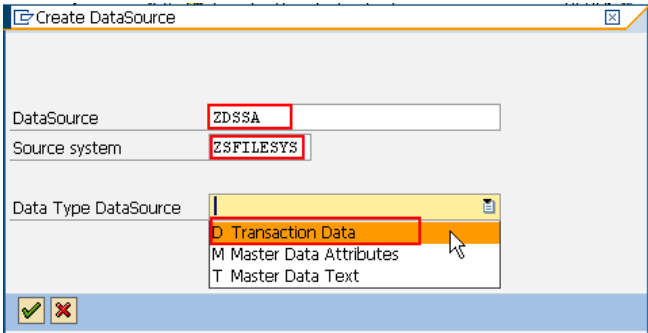 Create DataSource
DataSource ZDSSA
Source system ZSFILESYS
Data Type DataSource
D Transaction Data
M Master Data Attributes
T Master Data Text